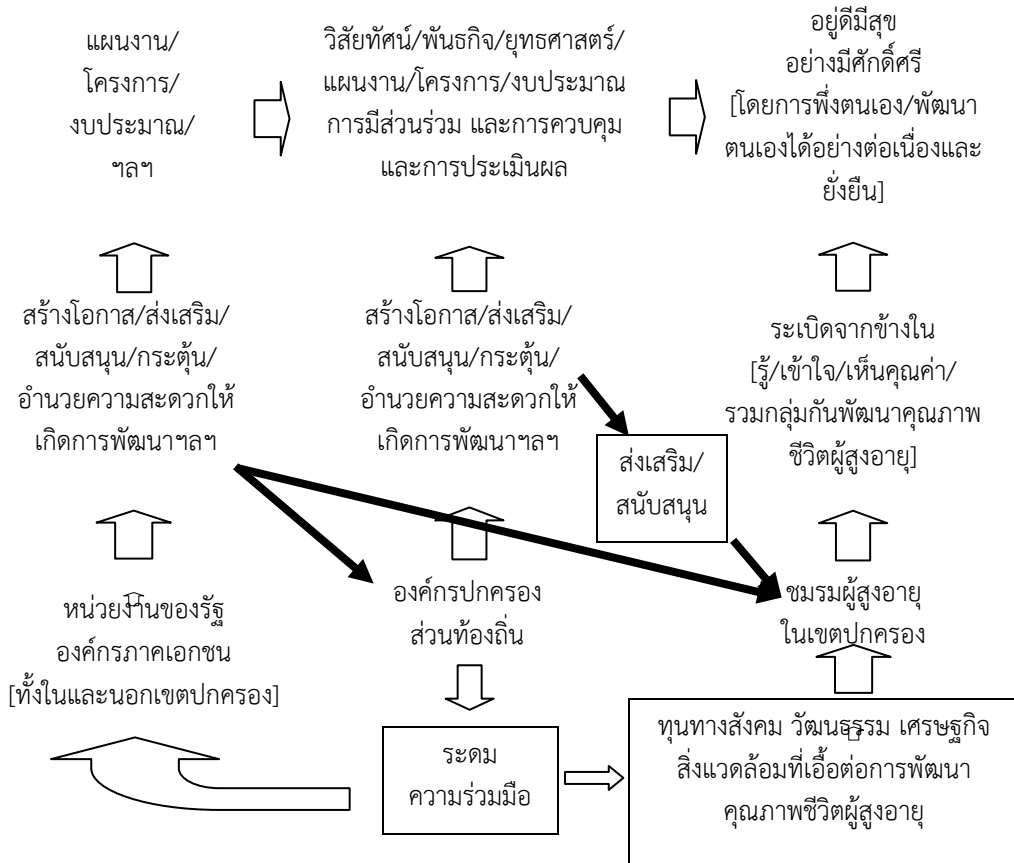 แผนงาน/
โครงการ/
งบประมาณ/
ฯลฯ
วิสัยทัศน์/พันธกิจ/ยุทธศาสตร์/
แผนงาน/โครงการ/งบประมาณ
การมีส่วนร่วม และการควบคุม
และการประเมินผล
อยู่ดีมีสุข
อย่างมีศักดิ์ศรี
[โดยการพึ่งตนเอง/พัฒนา
ตนเองได้อย่างต่อเนื่องและ
ยั่งยืน]
สร้างโอกาส/ส่งเสริม/
สนับสนุน/กระตุ้น/
อำนวยความสะดวกให้
เกิดการพัฒนาฯลฯ
สร้างโอกาส/ส่งเสริม/
สนับสนุน/กระตุ้น/
อำนวยความสะดวกให้
เกิดการพัฒนาฯลฯ
ระเบิดจากข้างใน
[รู้/เข้าใจ/เห็นคุณค่า/
รวมกลุ่มกันพัฒนาคุณภาพ
ชีวิตผู้สูงอายุ]
ส่งเสริม/
สนับสนุน
หน่วยงานของรัฐ
องค์กรภาคเอกชน
[ทั้งในและนอกเขตปกครอง]
องค์กรปกครอง
ส่วนท้องถิ่น
ชมรมผู้สูงอายุ
ในเขตปกครอง
ระดม
ความร่วมมือ
ทุนทางสังคม วัฒนธรรม เศรษฐกิจ
สิ่งแวดล้อมที่เอื้อต่อการพัฒนา
คุณภาพชีวิตผู้สูงอายุ